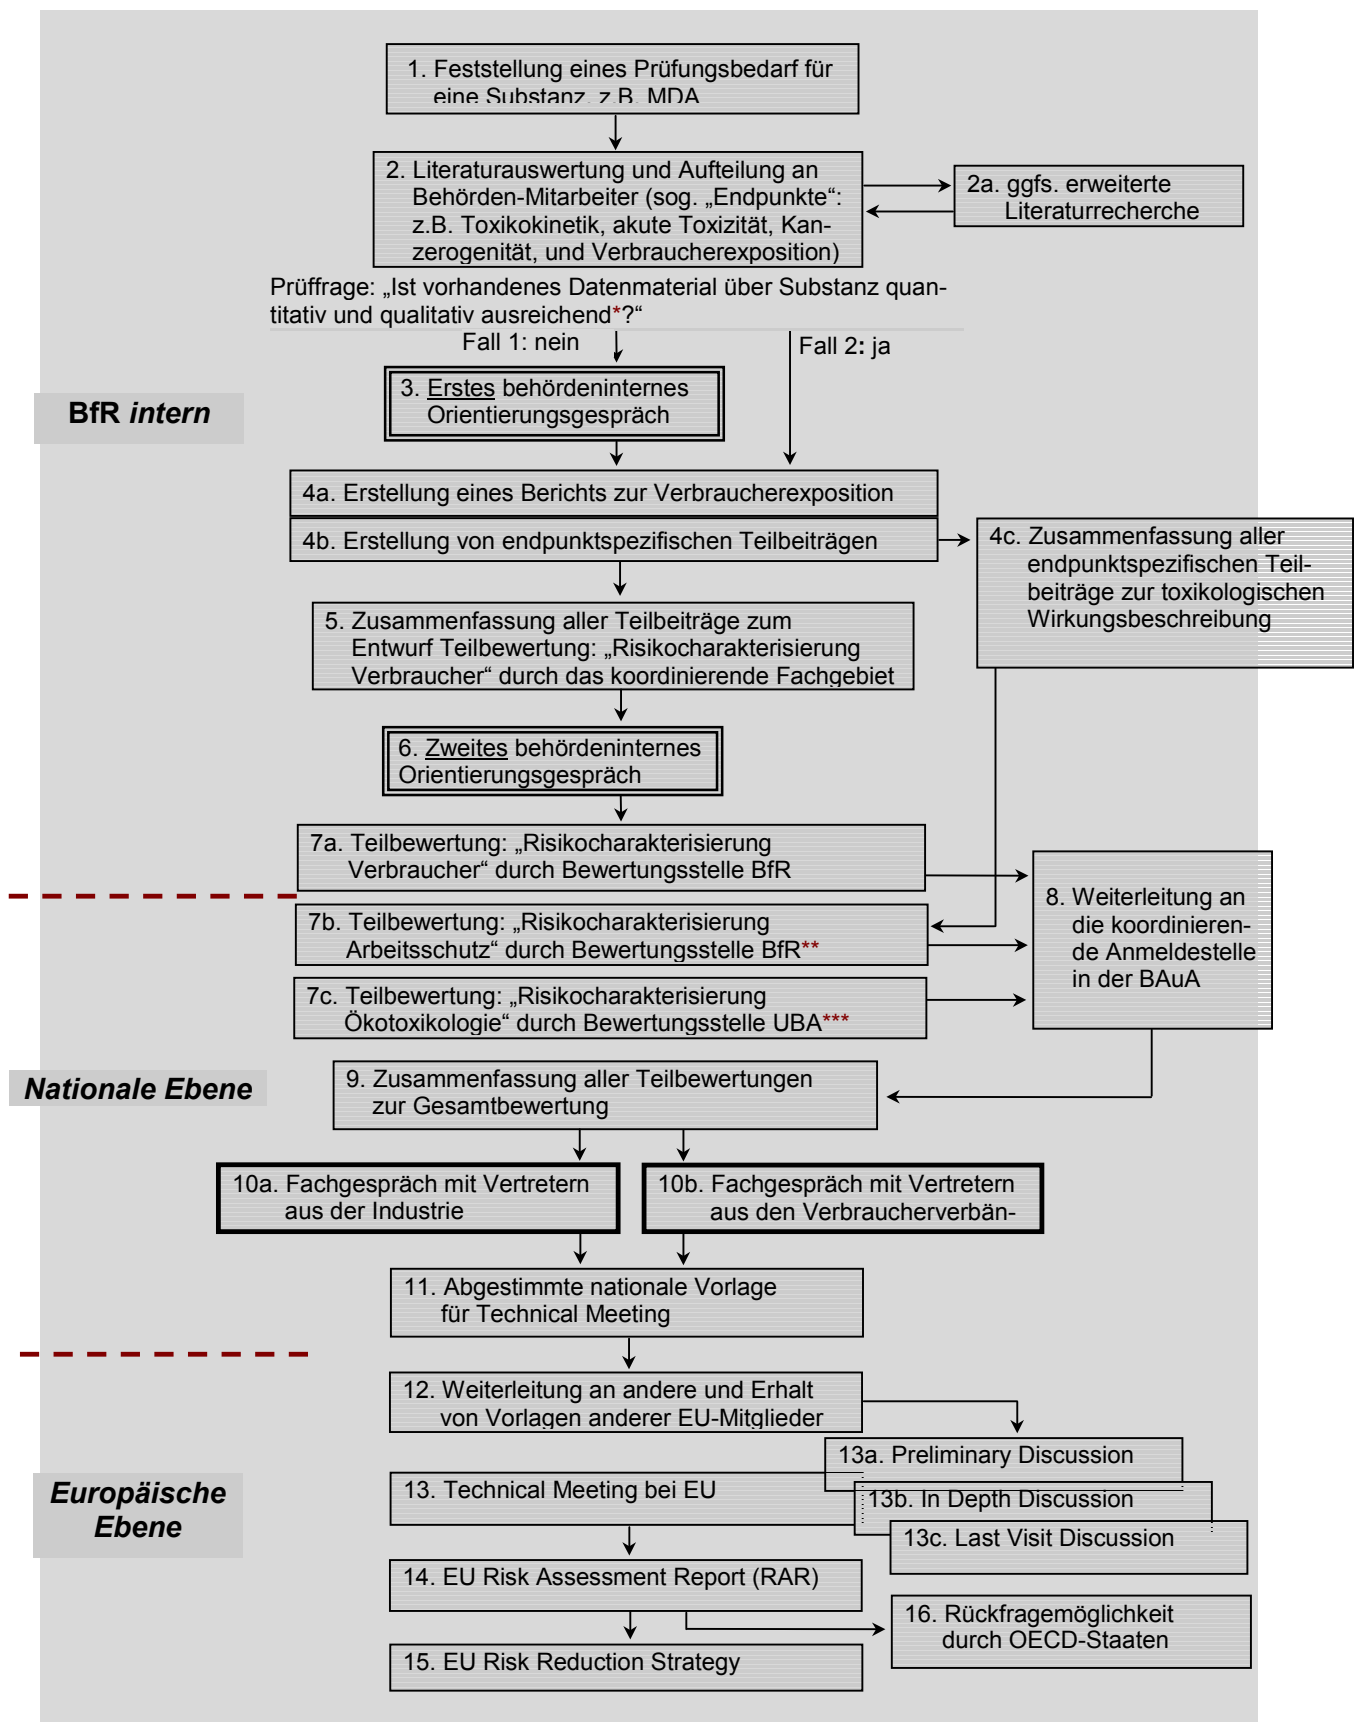 1. Feststellung eines Prüfungsbedarf für
eine Substanz, z.B. MDA
2. Literaturauswertung und Aufteilung an
Behörden-Mitarbeiter (sog. „Endpunkte“:
z.B. Toxikokinetik, akute Toxizität, Kan-
zerogenität, und Verbraucherexposition)
2a. ggfs. erweiterte
Literaturrecherche
Prüffrage: „Ist vorhandenes Datenmaterial über Substanz quan-
titativ und qualitativ ausreichend*?“
Fall 1: nein
Fall 2: ja
3. Erstes behördeninternes
Orientierungsgespräch
BfR intern
4a. Erstellung eines Berichts zur Verbraucherexposition
4b. Erstellung von endpunktspezifischen Teilbeiträgen
4c. Zusammenfassung aller
endpunktspezifischen Teil-
beiträge zur toxikologischen
Wirkungsbeschreibung
5. Zusammenfassung aller Teilbeiträge zum
Entwurf Teilbewertung: „Risikocharakterisierung
Verbraucher“ durch das koordinierende Fachgebiet
6. Zweites behördeninternes
Orientierungsgespräch
7a. Teilbewertung: „Risikocharakterisierung
Verbraucher“ durch Bewertungsstelle BfR
7b. Teilbewertung: „Risikocharakterisierung
Arbeitsschutz“ durch Bewertungsstelle BfR**
7c. Teilbewertung: „Risikocharakterisierung
Ökotoxikologie“ durch Bewertungsstelle UBA***
8. Weiterleitung an
die koordinieren-
de Anmeldestelle
in der BAuA
Nationale Ebene
9. Zusammenfassung aller Teilbewertungen
zur Gesamtbewertung
10a. Fachgespräch mit Vertretern
aus der Industrie
10b. Fachgespräch mit Vertretern
aus den Verbraucherverbän-
11. Abgestimmte nationale Vorlage
für Technical Meeting
12. Weiterleitung an andere und Erhalt
von Vorlagen anderer EU-Mitglieder
Europäische
Ebene
13. Technical Meeting bei EU
13a. Preliminary Discussion
13b. In Depth Discussion
13c. Last Visit Discussion
14. EU Risk Assessment Report (RAR)
16. Rückfragemöglichkeit
durch OECD-Staaten
15. EU Risk Reduction Strategy